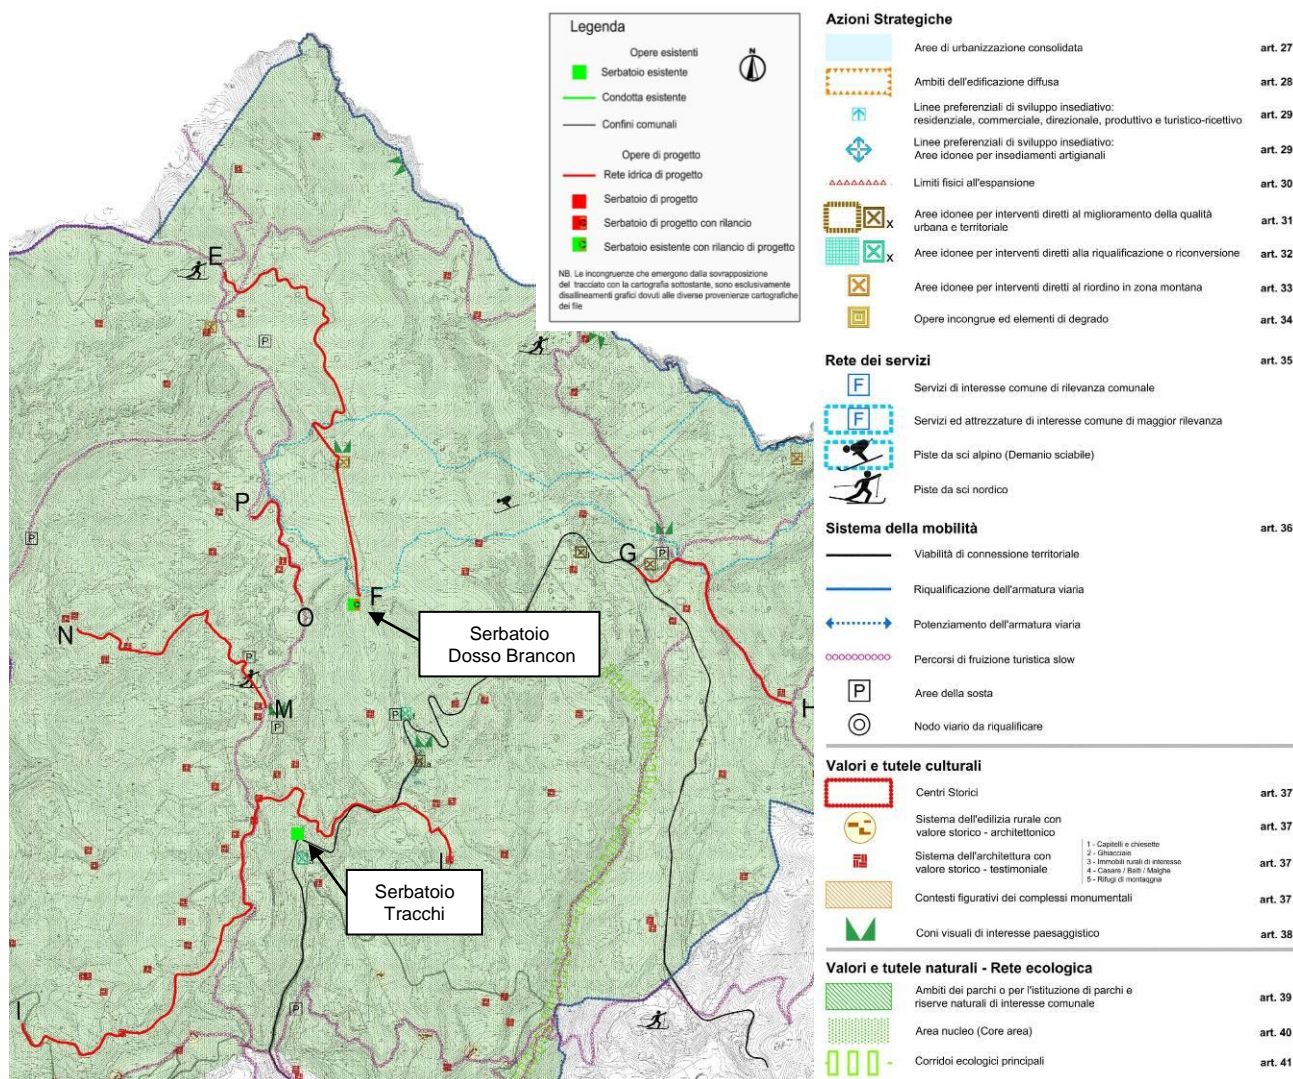 Legenda
Opere esistenti
N
Serbatoio esistente
Condotta esistente
Confini comunali
Opere di progetto
Rete idrica di progetto
Serbatoio di progetto
Serbatoio di progetto con rilancio
Serbatoio esistente con rilancio di progetto
NB. Le incongruenze che emergono dalla sovrapposizione
del tracciato con la cartografia sottostante, sono esclusivamente
disallineamenti grafici dovuti alle diverse provenienze cartografiche
dei file
E
P
P
P
G
P
F
O
N
P
M
P
P
H
Serbatoio
Dosso Brancon
L
Serbatoio
Tracchi
I
P
Azioni Strategiche
Aree di urbanizzazione consolidata art. 27
Ambiti dell'edificazione diffusa art. 28
Linee preferenziali di sviluppo insediativo:
residenziale, commerciale, direzionale, produttivo e turistico-ricettivo art. 29
Linee preferenziali di sviluppo insediativo:
Aree idonee per insediamenti artigianali art. 29
Limiti fisici all'espansione art. 30
Aree idonee per interventi diretti al miglioramento della qualità
urbana e territoriale art. 31
x
Aree idonee per interventi diretti alla riqualificazione o riconversione art. 32
x
Aree idonee per interventi diretti al riordino in zona montana art. 33
Opere incongrue ed elementi di degrado art. 34
Rete dei servizi art. 35
F Servizi di interesse comune di rilevanza comunale
F Servizi ed attrezzature di interesse comune di maggior rilevanza
Piste da sci alpino (Demanio sciabile)
Piste da sci nordico
Sistema della mobilità art. 36
Viabilità di connessione territoriale
Riqualificazione dell'armatura viaria
Potenziamento dell'armatura viaria
Percorsi di fruizione turistica slow
P Aree della sosta
Nodo viario da riqualificare
Valori e tutele culturali
Centri Storici art. 37
Sistema dell'edilizia rurale con
valore storico - architettonico art. 37
Sistema dell'architettura con
valore storico - testimoniale art. 37
1 - Capitelli e chiesette
2 - Ghiacciaie
3 - Immobili rurali di interesse
4 - Casare / Baiti / Malghe
5 - Rifugi di montagna
Contesti figurativi dei complessi monumentali art. 37
Coni visuali di interesse paesaggistico art. 38
Valori e tutele naturali - Rete ecologica
Ambiti dei parchi o per l'istituzione di parchi e
riserve naturali di interesse comunale art. 39
Area nucleo (Core area) art. 40
Corridoi ecologici principali art. 41